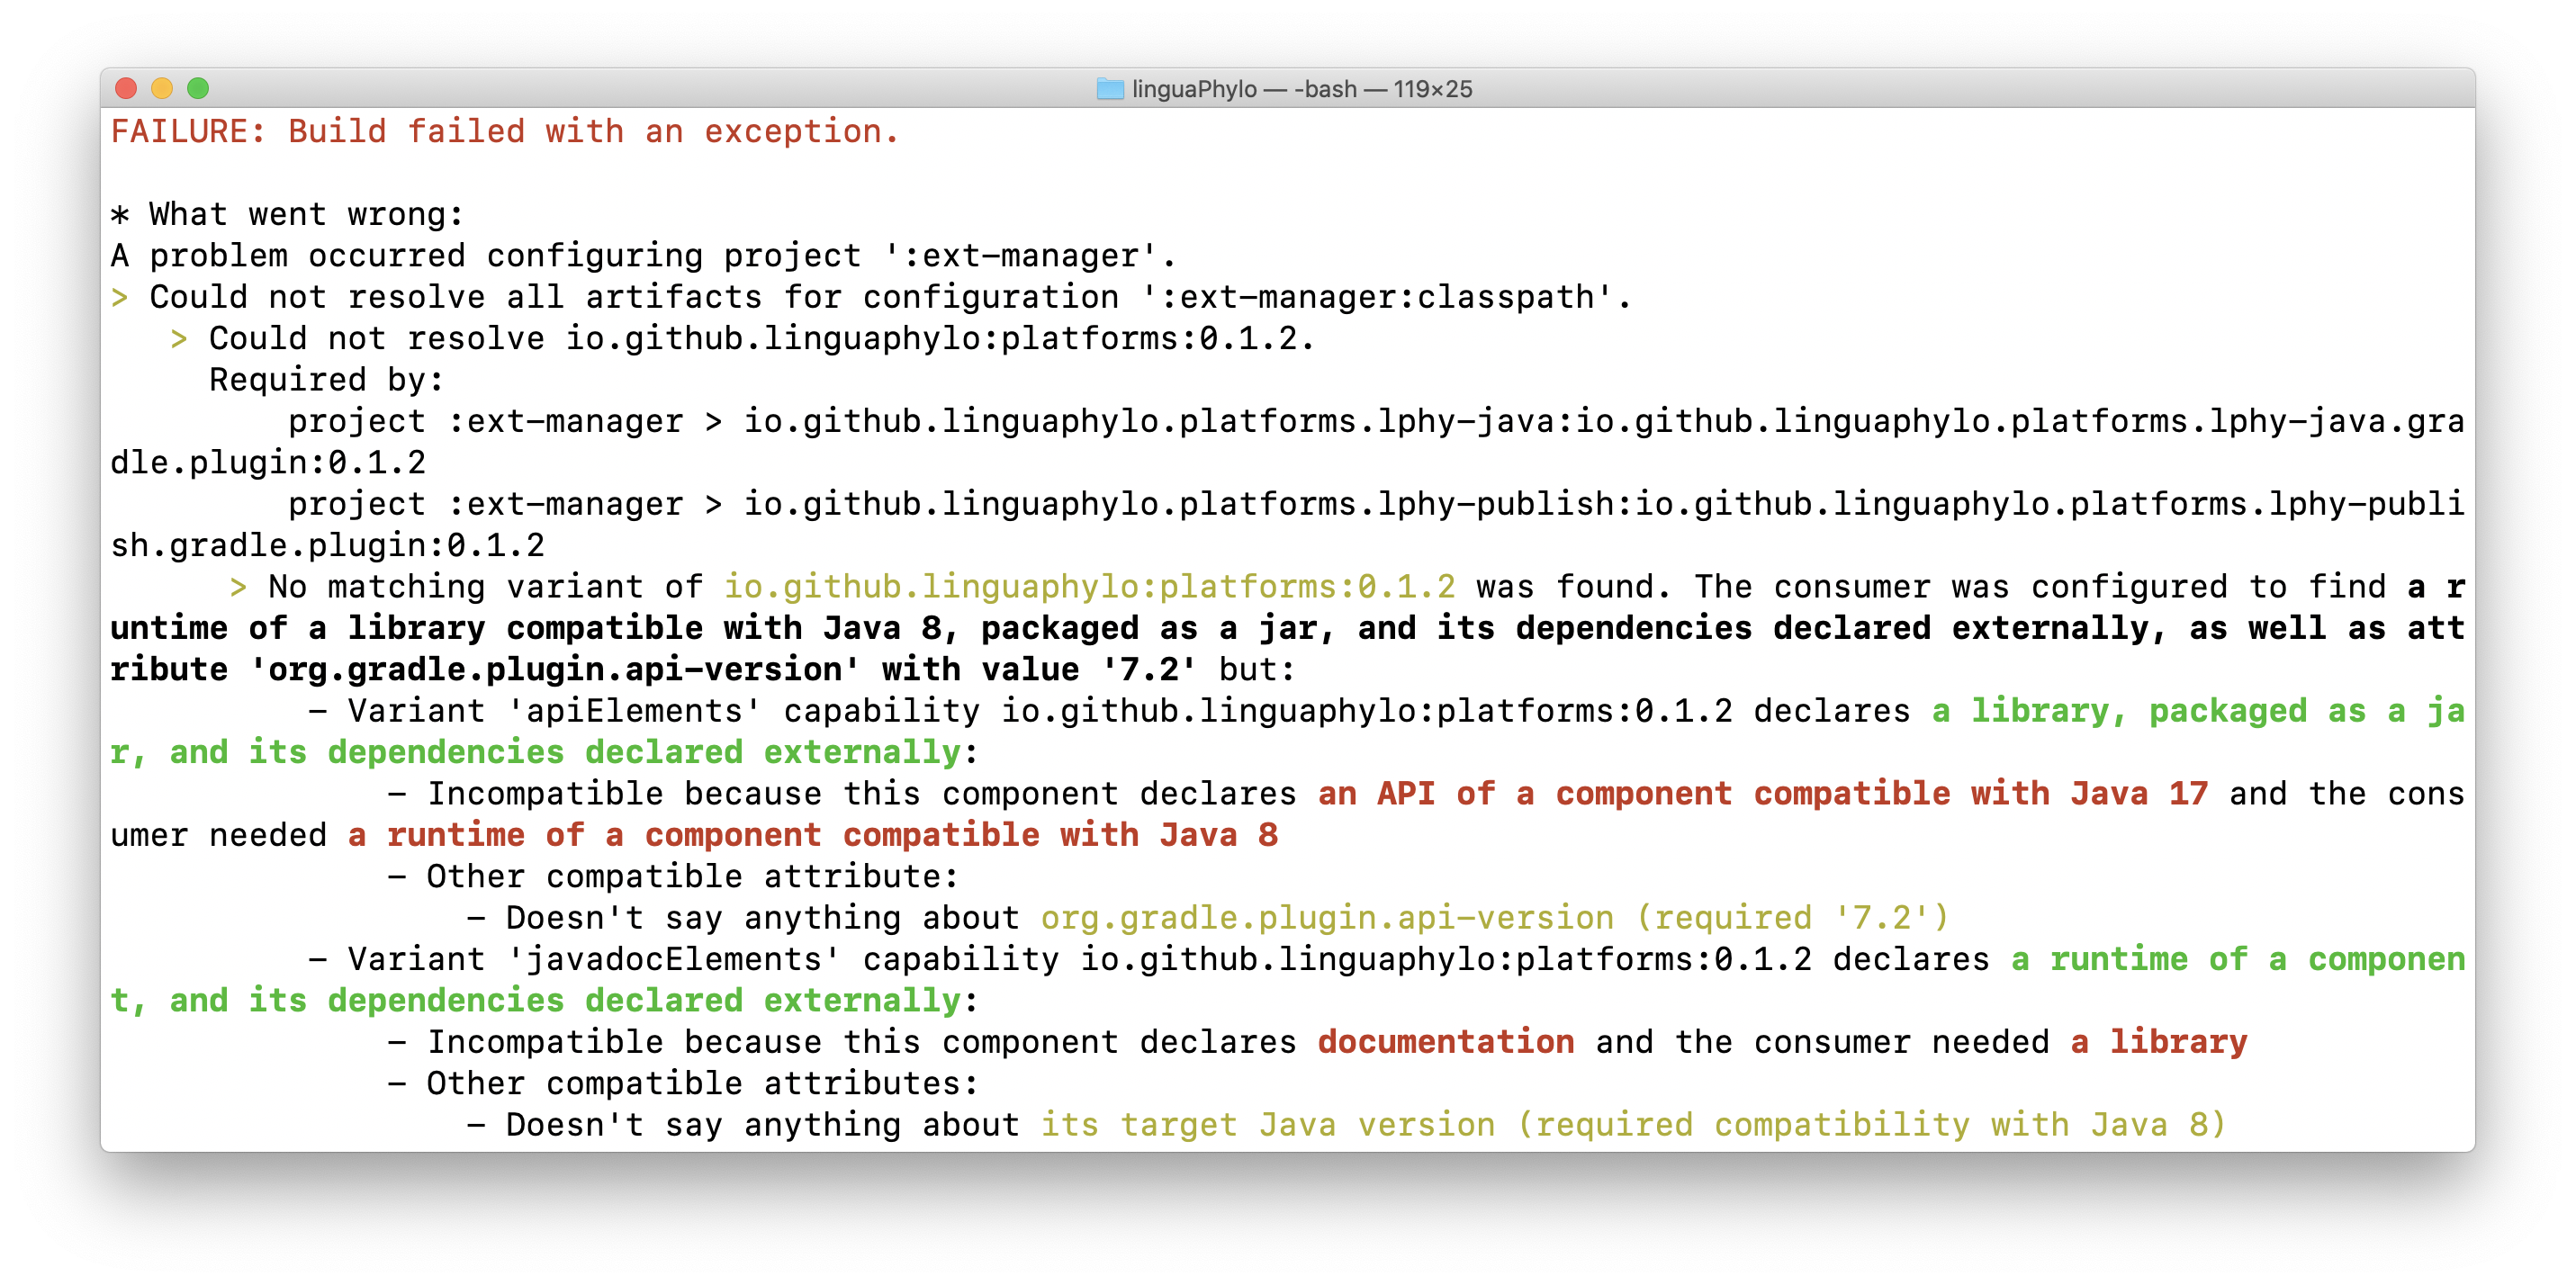 linguaPhylo — -bash — 119×25
FAILURE: Build failed with an exception.
* What went wrong:
A problem occurred configuring project ':ext-manager'.
> Could not resolve all artifacts for configuration ':ext-manager:classpath'.
   > Could not resolve io.github.linguaphylo:platforms:0.1.2.
     Required by:
         project :ext-manager > io.github.linguaphylo.platforms.lphy-java:io.github.linguaphylo.platforms.lphy-java.gra
dle.plugin:0.1.2
         project :ext-manager > io.github.linguaphylo.platforms.lphy-publish:io.github.linguaphylo.platforms.lphy-publi
sh.gradle.plugin:0.1.2
      > No matching variant of io.github.linguaphylo:platforms:0.1.2 was found. The consumer was configured to find a r
untime of a library compatible with Java 8, packaged as a jar, and its dependencies declared externally, as well as att
ribute 'org.gradle.plugin.api-version' with value '7.2' but:
          - Variant 'apiElements' capability io.github.linguaphylo:platforms:0.1.2 declares a library, packaged as a ja
r, and its dependencies declared externally:
              - Incompatible because this component declares an API of a component compatible with Java 17 and the cons
umer needed a runtime of a component compatible with Java 8
              - Other compatible attribute:
                  - Doesn't say anything about org.gradle.plugin.api-version (required '7.2')
          - Variant 'javadocElements' capability io.github.linguaphylo:platforms:0.1.2 declares a runtime of a componen
t, and its dependencies declared externally:
              - Incompatible because this component declares documentation and the consumer needed a library
              - Other compatible attributes:
                  - Doesn't say anything about its target Java version (required compatibility with Java 8)